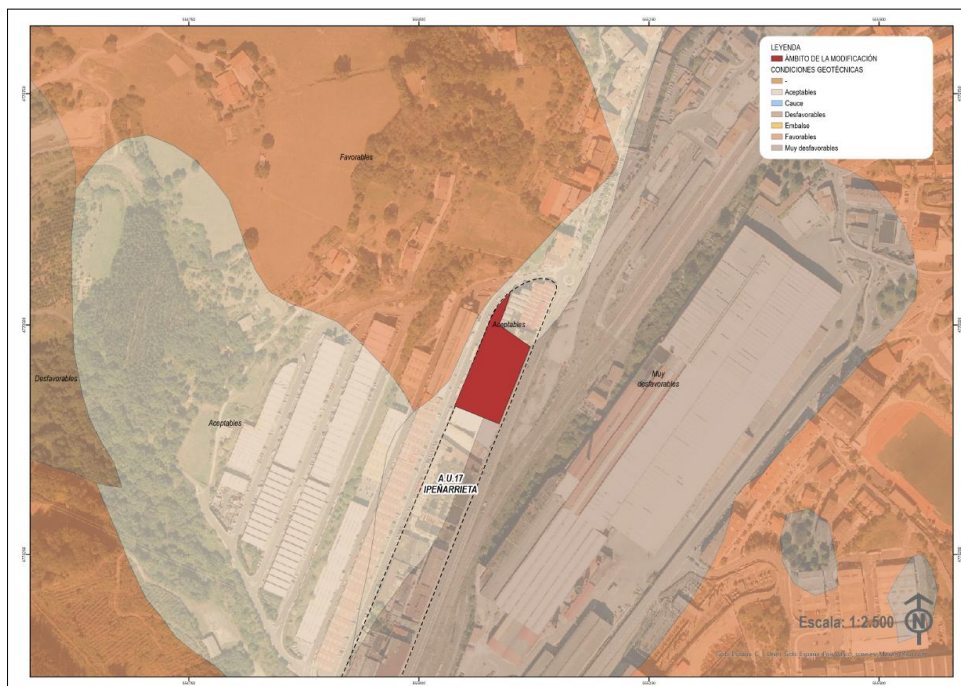 LEYENDA
ÁMBITO DE LA MODIFICACIÓN
CONDICIONES GEOTÉCNICAS
-
Aceptables
Cauce
Desfavorables
Embalse
Favorables
Muy desfavorables
Favorables
Aceptables
Desfavorables
Muy
desfavorables
Aceptables
A.U.17
IPEÑARRIETA
Escala: 1:2.500
N